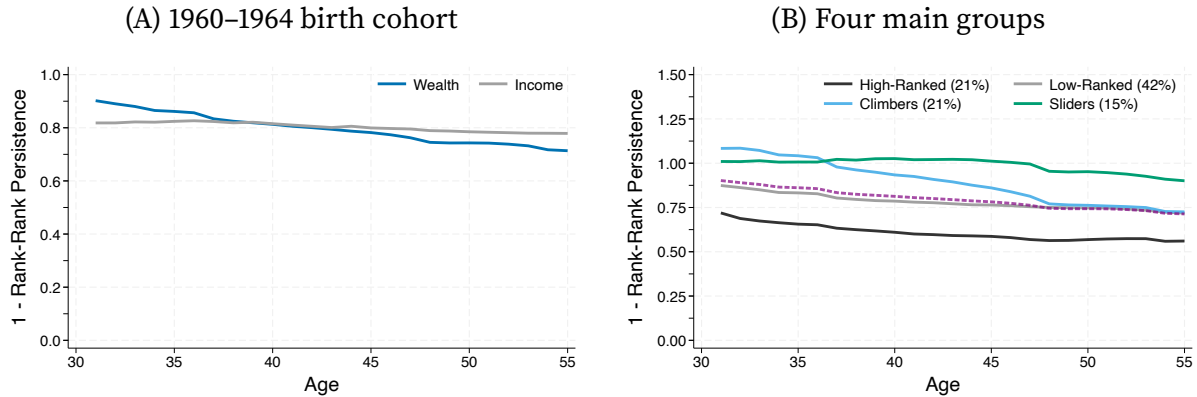 (A) 1960–1964 birth cohort
1 - Rank-Rank Persistence
1.0
0.8
0.6
0.4
0.2
0.0
Wealth Income
30 35 40 45 50 55
Age
(B) Four main groups
1 - Rank-Rank Persistence
1.50
1.25
1.00
0.75
0.50
0.25
0.00
High-Ranked (21%) Low-Ranked (42%)
Climbers (21%) Sliders (15%)
30 35 40 45 50 55
Age